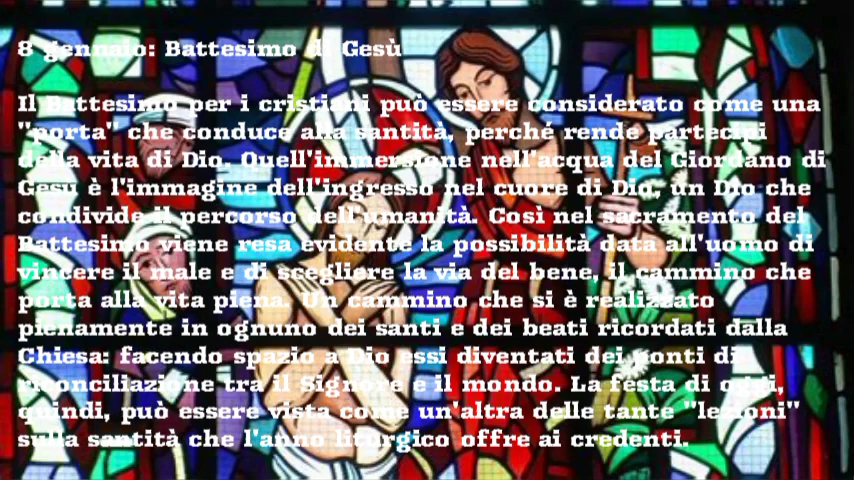 8 gennaio: Battesimo di Gesù
Il Battesimo per i cristiani può essere considerato come una
"porta" che conduce alla santità, perché rende partecipi
della vita di Dio. Quell'immersione nell'acqua del Giordano di
Gesù è l'immagine dell'ingresso nel cuore di Dio, un Dio che
condivide il percorso dell'umanità. Così nel sacramento del
Battesimo viene resa evidente la possibilità data all'uomo di
vincere il male e di scegliere la via del bene, il cammino che
porta alla vita piena. Un cammino che si è realizzato
pienamente in ognuno dei santi e dei beati ricordati dalla
Chiesa: facendo spazio a Dio essi diventati dei ponti di
riconciliazione tra il Signore e il mondo. La festa di oggi,
quindi, può essere vista come un'altra delle tante "lezioni"
sulla santità che l'anno liturgico offre ai credenti.